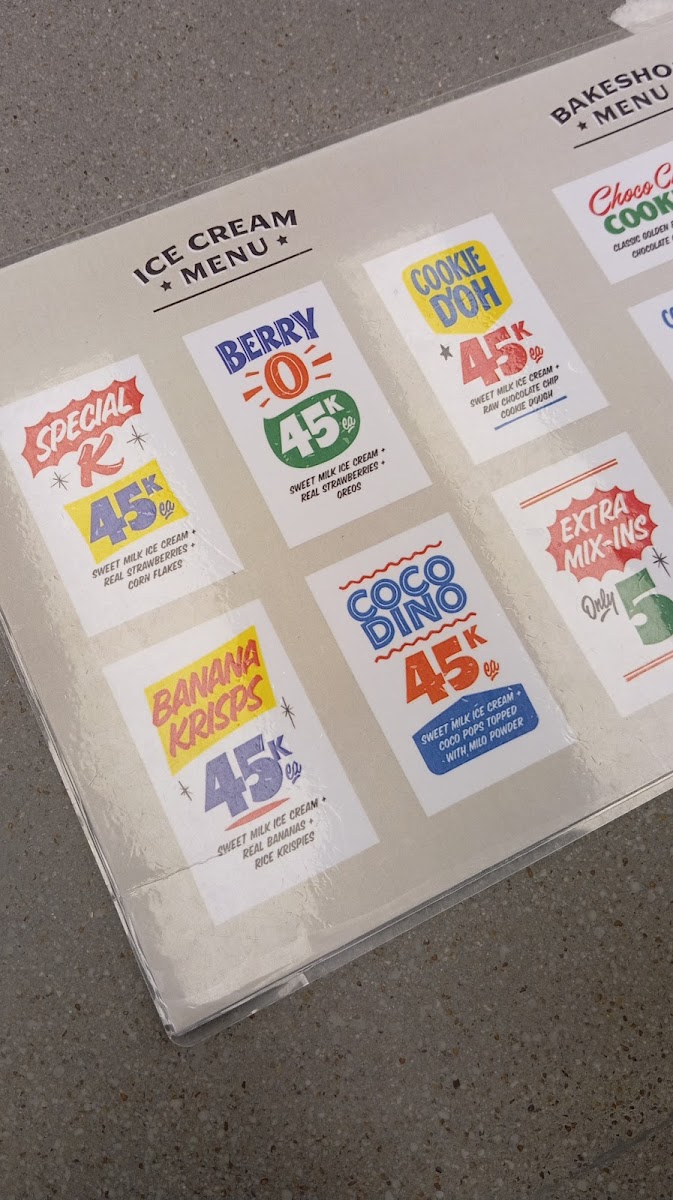 ICE CREAM
MENU
SPECIAL
K
45K
ea
SWEET MILK ICE CREAM +
REAL STRAWBERRIES +
CORN FLAKES
BERRY
O
45K
ea
SWEET MILK ICE CREAM +
REAL STRAWBERRIES +
OREOS
COOKIE
D'OH
45K
ea
SWEET MILK ICE CREAM +
RAW CHOCOLATE CHIP
COOKIE DOUGH
BANANA
KRISPS
45K
ea
SWEET MILK ICE CREAM +
REAL BANANAS +
RICE KRISPIES
COCO
DINO
45K
ea
SWEET MILK ICE CREAM +
COCO POPS TOPPED
WITH MILO POWDER
EXTRA
MIX-INS
Only 5
MENU
Choco
CLASSIC GOLDEN
CHOCOLATE